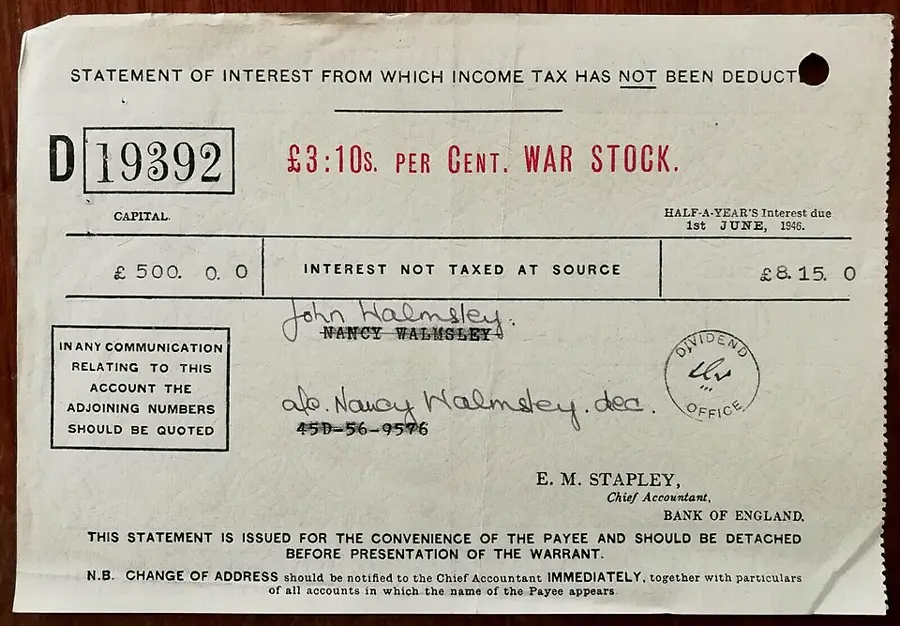 STATEMENT OF INTEREST FROM WHICH INCOME TAX HAS NOT BEEN DEDUCT
D 19392
£3:10s. PER CENT. WAR STOCK.
CAPITAL.
HALF-A-YEAR'S Interest due
1st JUNE, 1946.
£ 500. 0. 0
INTEREST NOT TAXED AT SOURCE
£8. 15. 0
John Walmsley.
NANCY WALMSLEY
IN ANY COMMUNICATION
RELATING TO THIS
ACCOUNT THE
ADJOINING NUMBERS
SHOULD BE QUOTED
DIVIDEND
OFFICE
a/c. Nancy Walmsley. dec.
45D-56-9576
E. M. STAPLEY,
Chief Accountant,
BANK OF ENGLAND.
THIS STATEMENT IS ISSUED FOR THE CONVENIENCE OF THE PAYEE AND SHOULD BE DETACHED
BEFORE PRESENTATION OF THE WARRANT.
N.B. CHANGE OF ADDRESS should be notified to the Chief Accountant IMMEDIATELY, together with particulars
of all accounts in which the name of the Payee appears